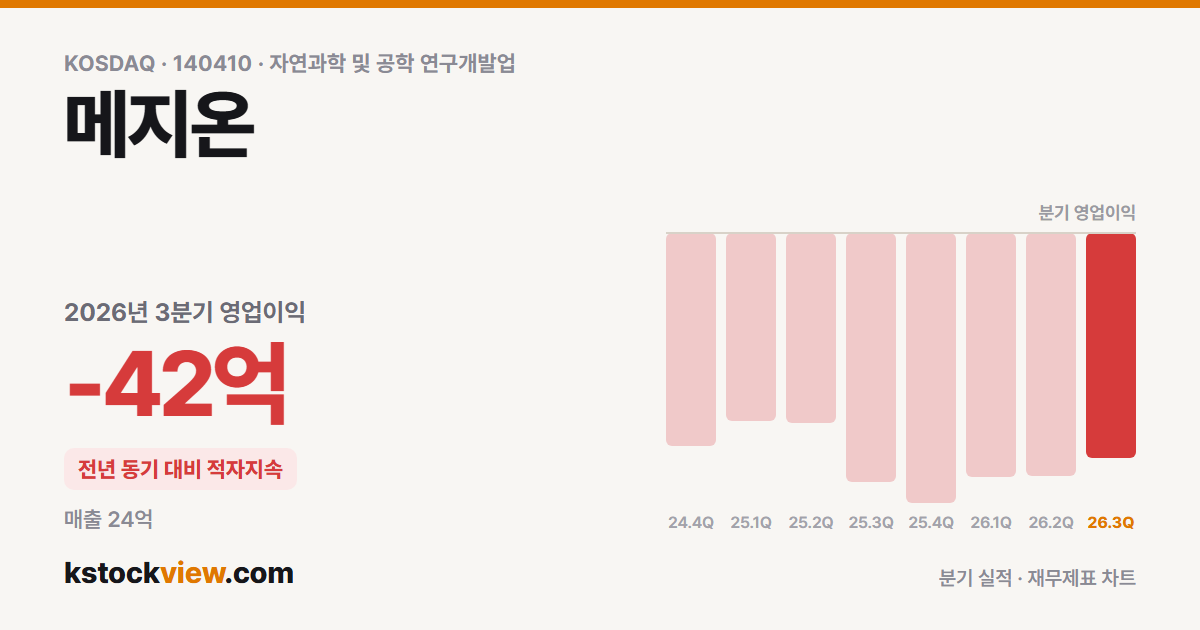 KOSDAQ · 140410 · 자연과학 및 공학 연구개발업
메지온
분기 영업이익
2026년 3분기 영업이익
-42억
전년 동기 대비 적자지속
매출 24억
24.4Q 25.1Q 25.2Q 25.3Q 25.4Q 26.1Q 26.2Q 26.3Q
kstockview.com
분기 실적 · 재무제표 차트